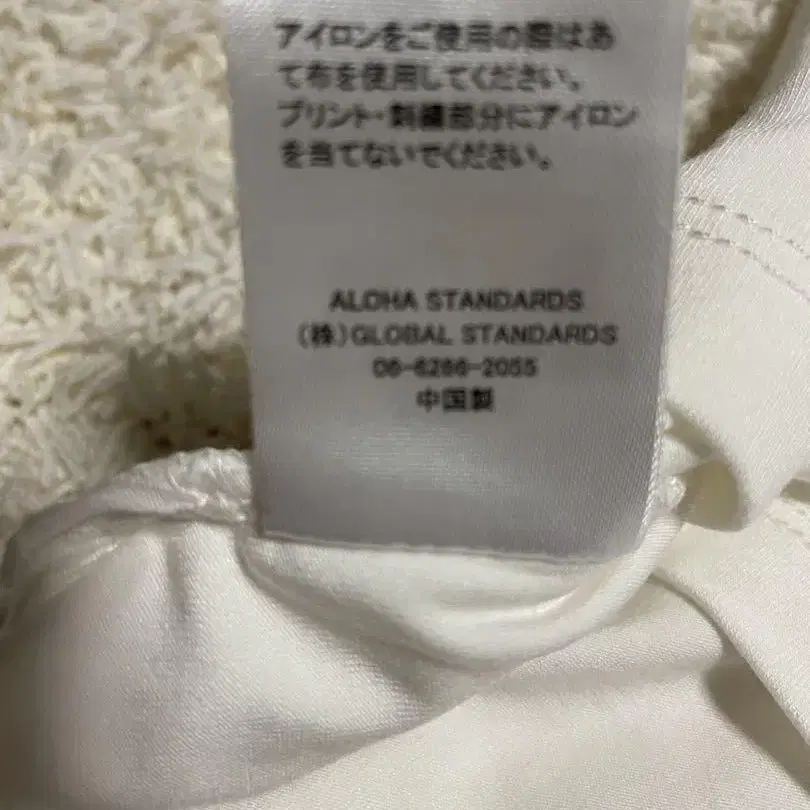 アイロンをご使用の際はあ
て布を使用してください。
プリント・刺繍部分にアイロン
を当てないでください。
ALOHA STANDARDS
(株)GLOBAL STANDARDS
06-6266-2055
中国製